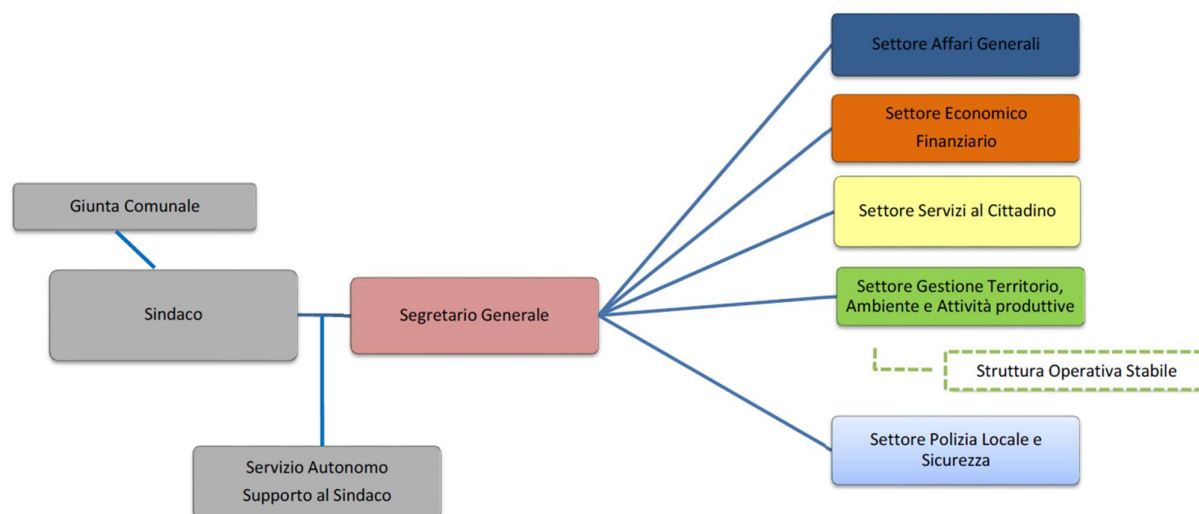 Settore Affari Generali
Settore Economico
Finanziario
Giunta Comunale
Settore Servizi al Cittadino
Sindaco
Segretario Generale
Settore Gestione Territorio,
Ambiente e Attività produttive
Struttura Operativa Stabile
Settore Polizia Locale e
Sicurezza
Servizio Autonomo
Supporto al Sindaco